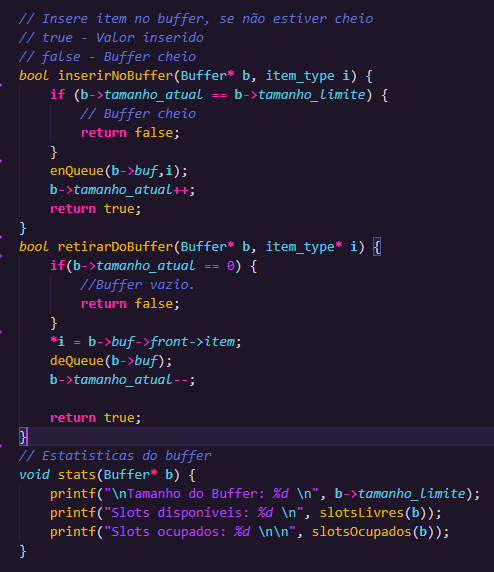 // Insere item no buffer, se não estiver cheio
// true - Valor inserido
// false - Buffer cheio
bool inserirNoBuffer(Buffer* b, item_type i) {
    if (b->tamanho_atual == b->tamanho_limite) {
        // Buffer cheio
        return false;
    }
    enQueue(b->buf,i);
    b->tamanho_atual++;
    return true;
}
bool retirarDoBuffer(Buffer* b, item_type* i) {
    if(b->tamanho_atual == 0) {
        //Buffer vazio.
        return false;
    }
    *i = b->buf->front->item;
    deQueue(b->buf);
    b->tamanho_atual--;

    return true;
}
// Estatisticas do buffer
void stats(Buffer* b) {
    printf("\nTamanho do Buffer: %d \n", b->tamanho_limite);
    printf("Slots disponíveis: %d \n", slotsLivres(b));
    printf("Slots ocupados: %d \n\n", slotsOcupados(b));
}